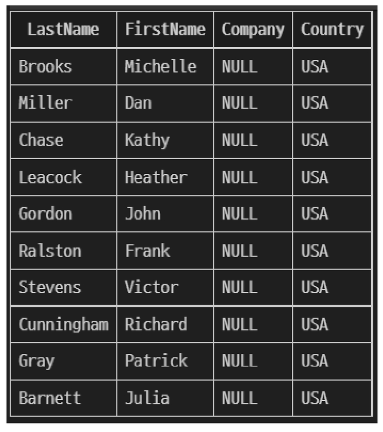 LastName FirstName Company Country
Brooks Michelle NULL USA
Miller Dan NULL USA
Chase Kathy NULL USA
Leacock Heather NULL USA
Gordon John NULL USA
Ralston Frank NULL USA
Stevens Victor NULL USA
Cunningham Richard NULL USA
Gray Patrick NULL USA
Barnett Julia NULL USA